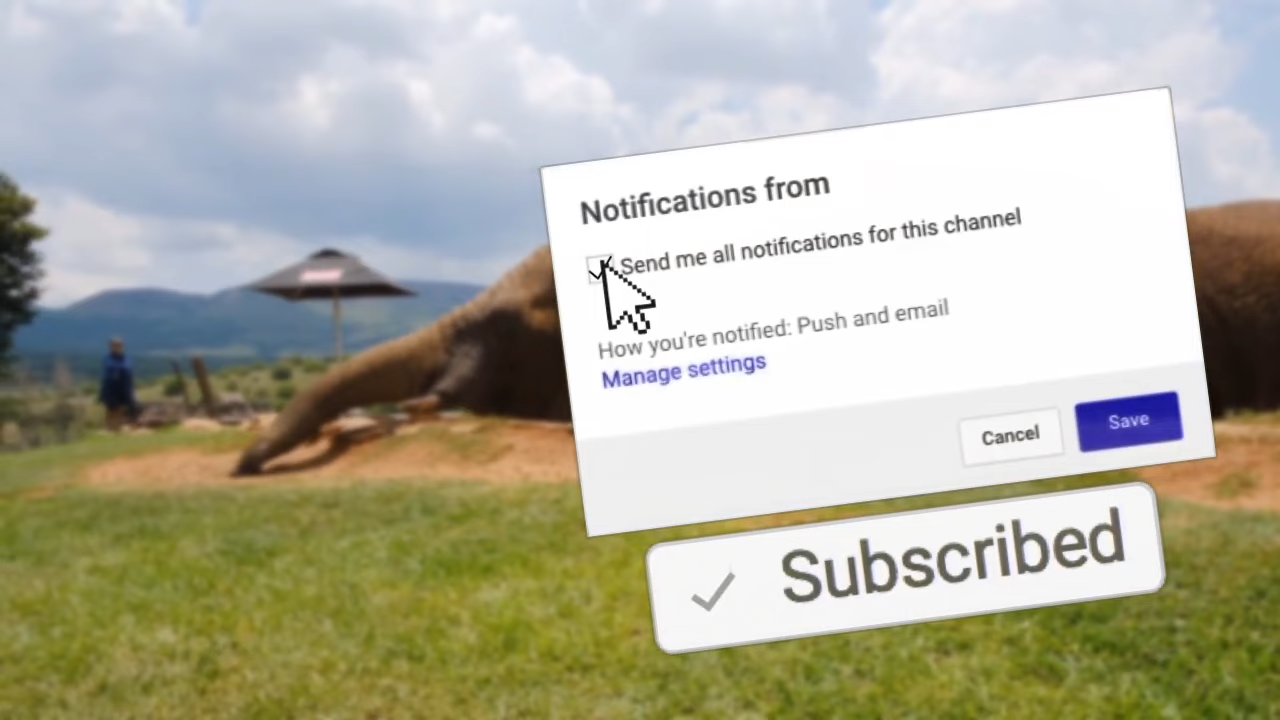 Notifications from
Send me all notifications for this channel
How you're notified: Push and email
Manage settings
Cancel
Save
Subscribed